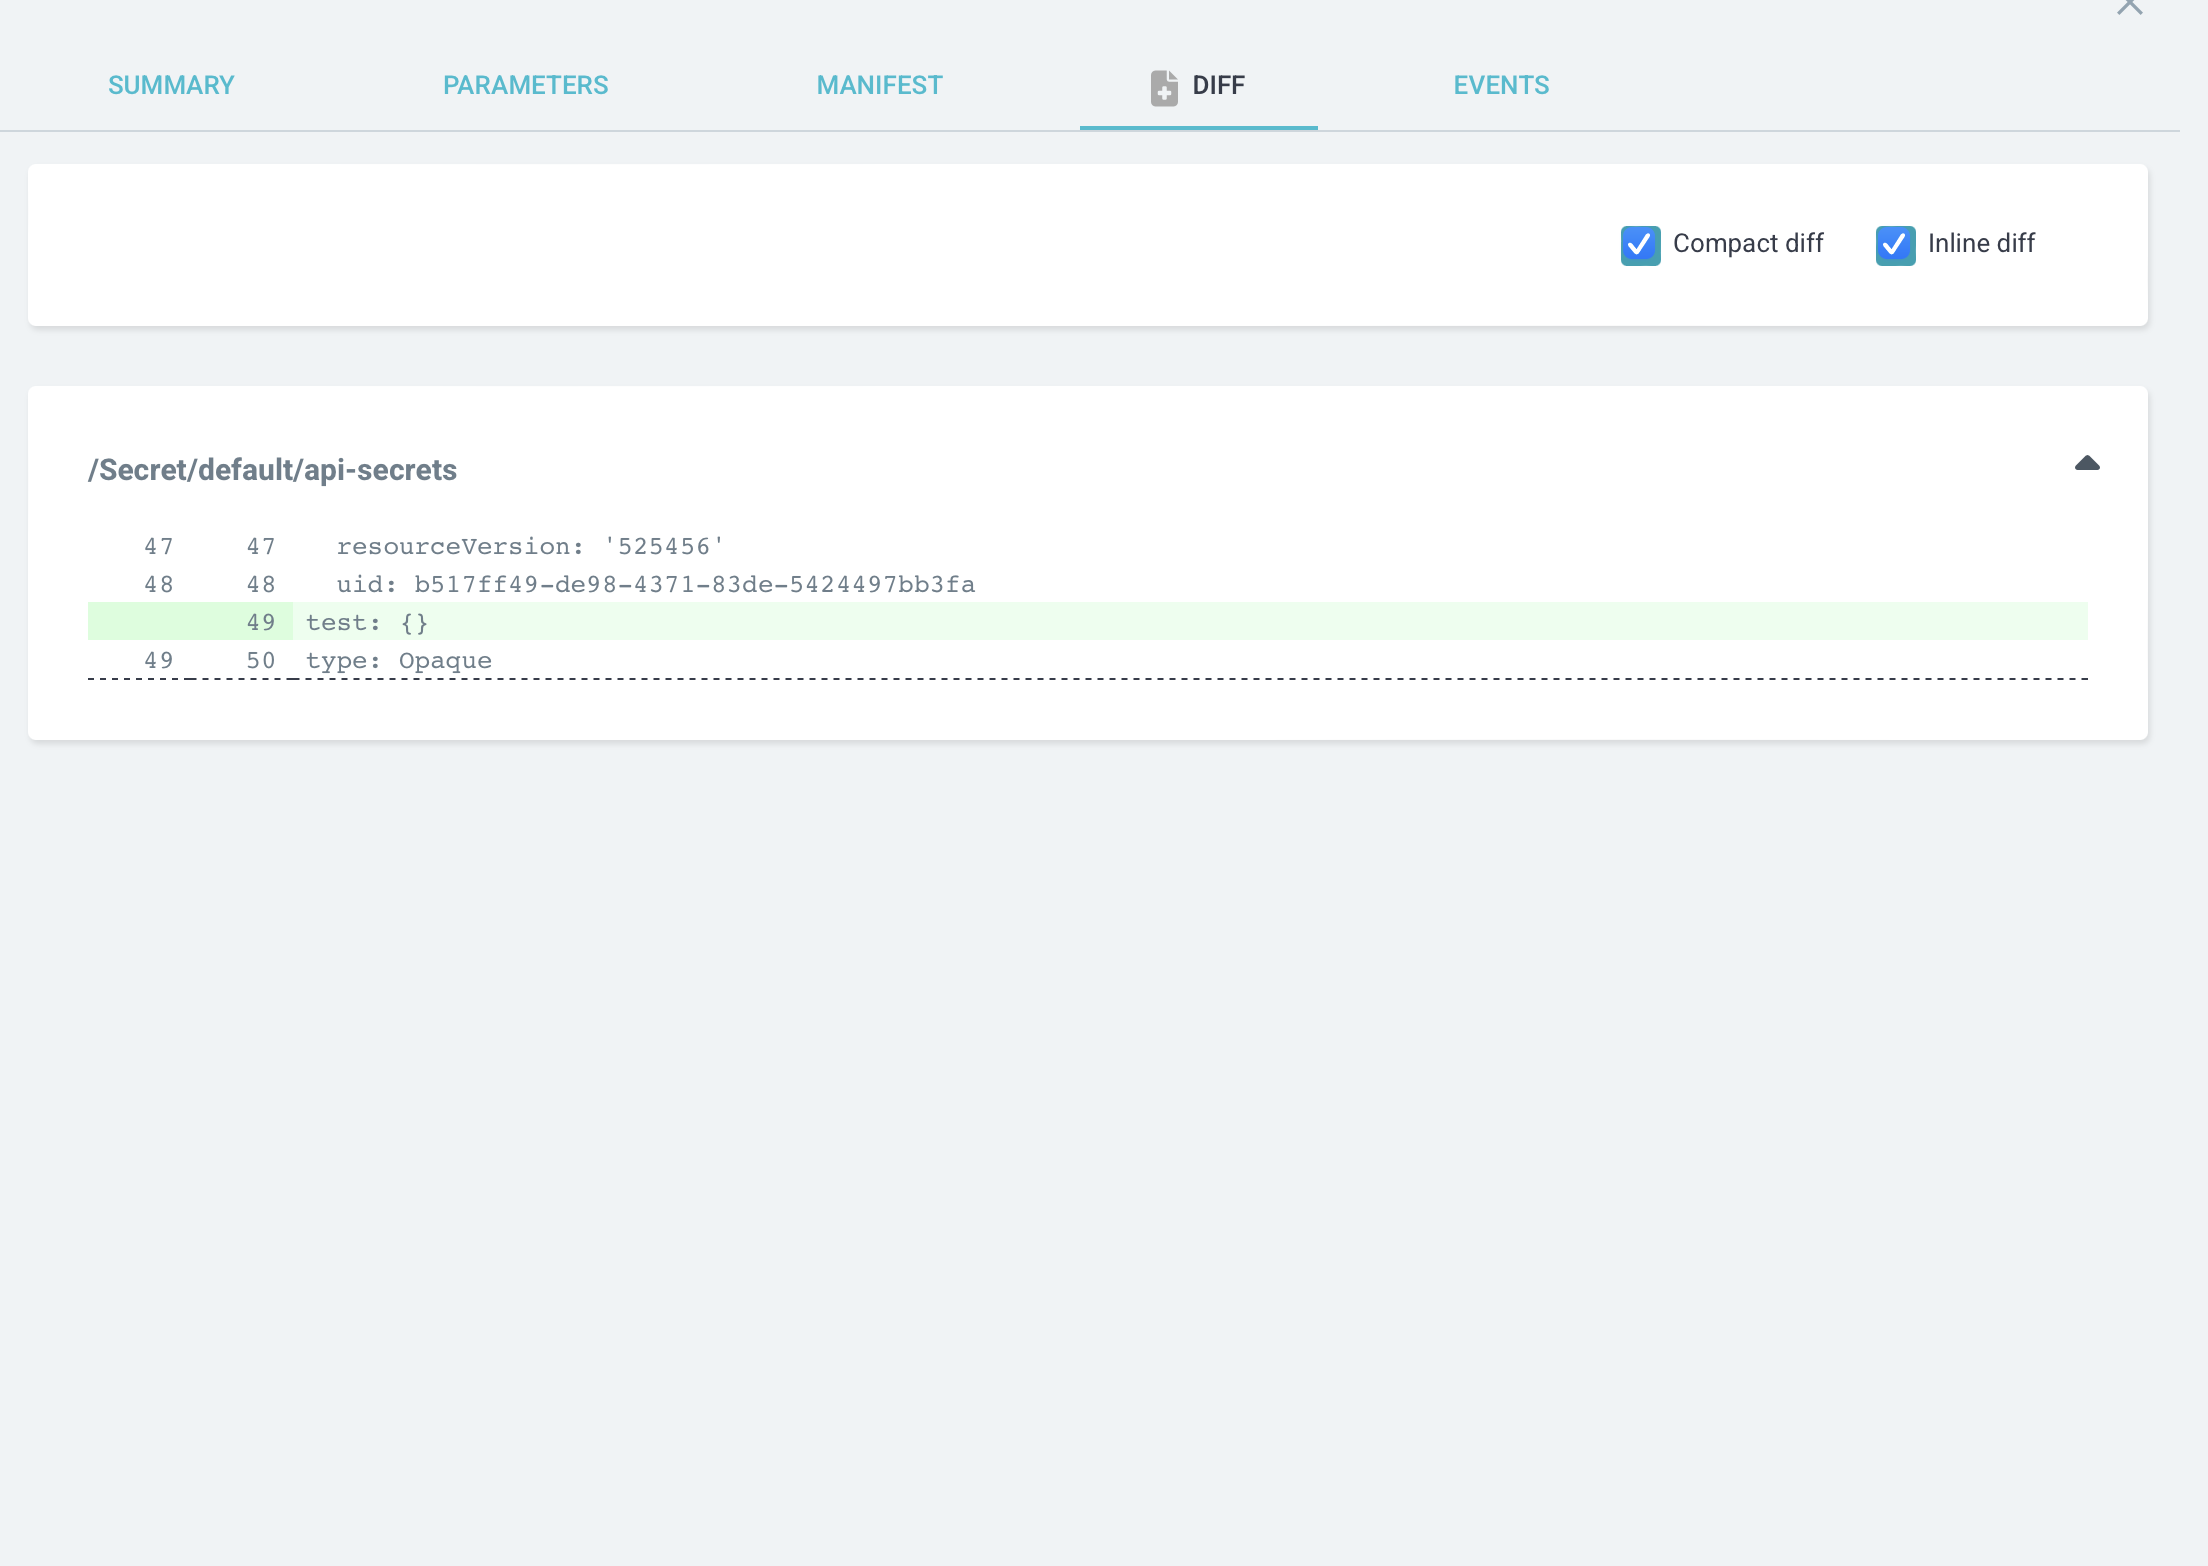 SUMMARY PARAMETERS MANIFEST DIFF EVENTS
Compact diff Inline diff
/Secret/default/api-secrets
47 47 resourceVersion: '525456'
48 48 uid: b517ff49-de98-4371-83de-5424497bb3fa
49 test: {}
49 50 type: Opaque